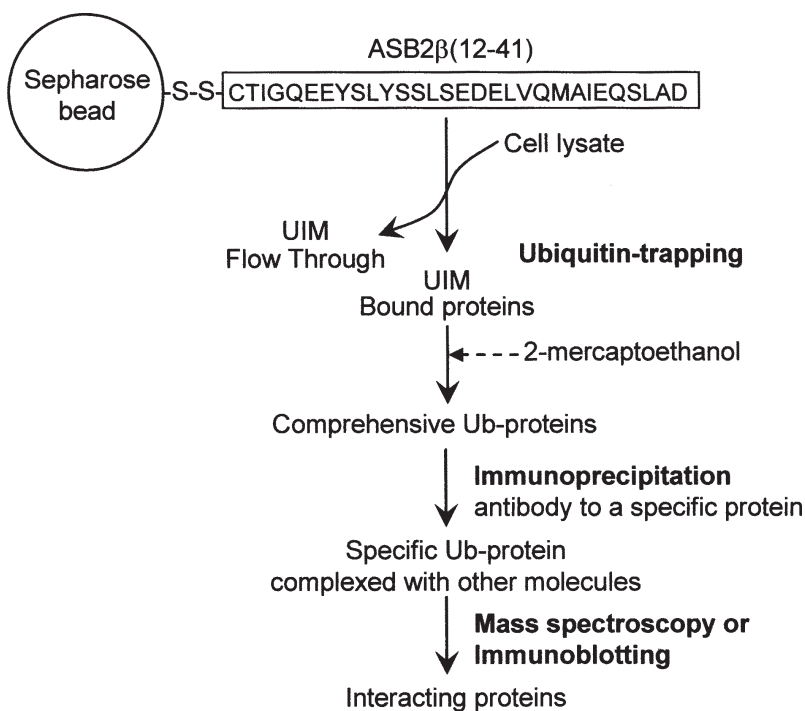 ASB2β(12-41)
Sepharose
bead
-S-S-
CTIGQEEYSLYSSLSEDELVQMAIEQSLAD
Cell lysate
UIM
Flow Through
Ubiquitin-trapping
UIM
Bound proteins
2-mercaptoethanol
Comprehensive Ub-proteins
Immunoprecipitation
antibody to a specific protein
Specific Ub-protein
complexed with other molecules
Mass spectroscopy or
Immunoblotting
Interacting proteins